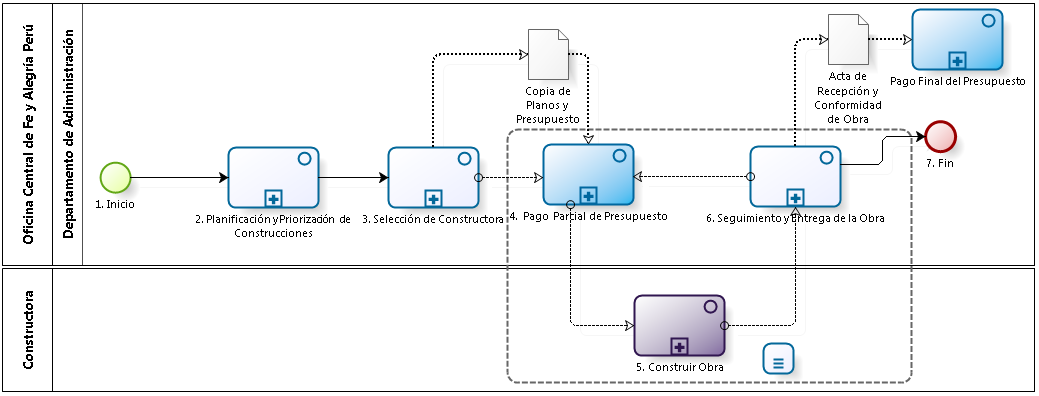 Oficina Central de Fe y Alegría Perú
Departamento de Adiministración
1. Inicio
2. Planificación y Priorización de
Construcciones
3. Selección de Constructora
Copia de
Planos y
Presupuesto
4. Pago Parcial de Presupuesto
6. Seguimiento y Entrega de la Obra
Acta de
Recepción y
Conformidad
de Obra
Pago Final del Presupuesto
7. Fin
Constructora
5. Construir Obra